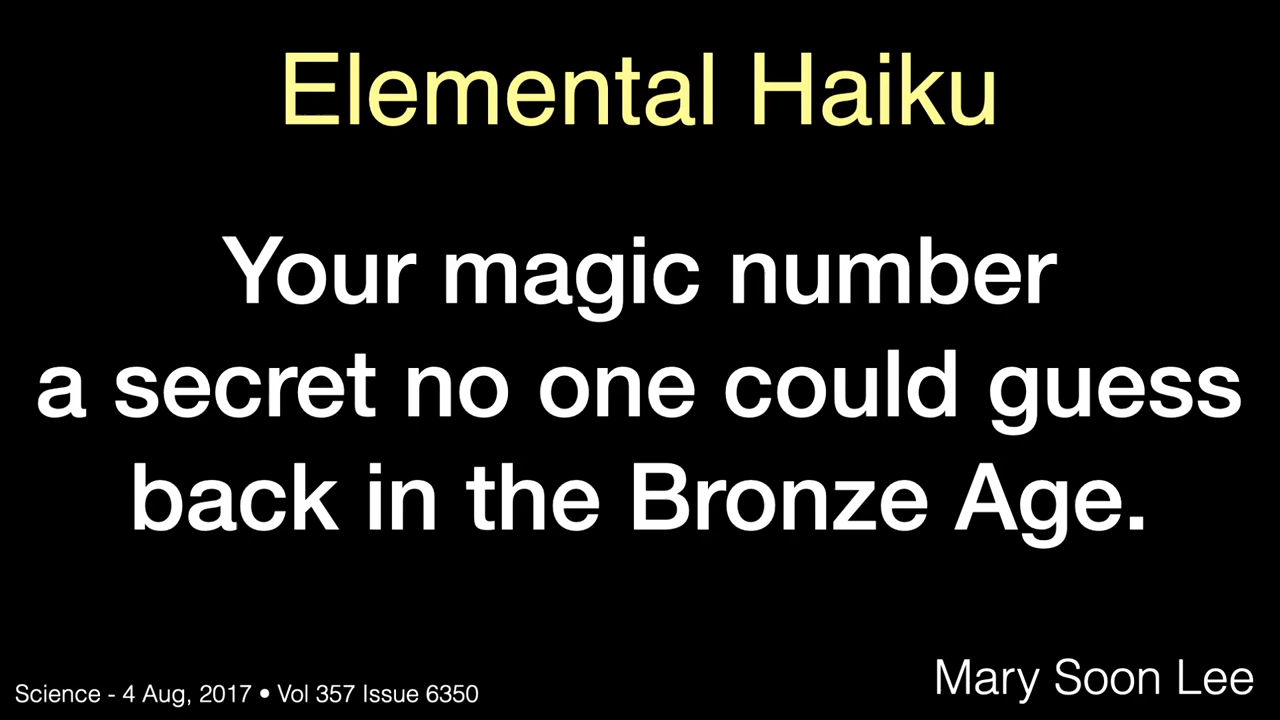 Elemental Haiku
Your magic number
a secret no one could guess
back in the Bronze Age.
Mary Soon Lee
Science - 4 Aug, 2017 • Vol 357 Issue 6350